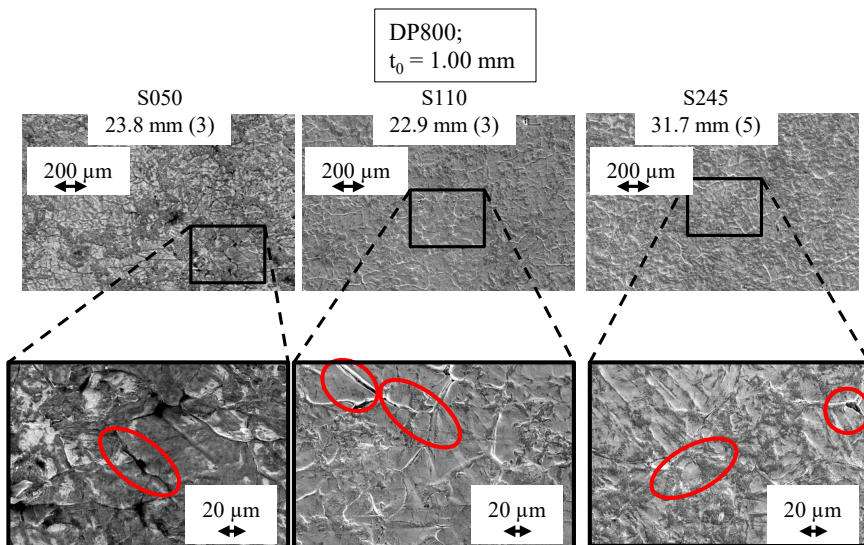 DP800;
t₀ = 1.00 mm
S050
23.8 mm (3)
S110
22.9 mm (3)
S245
31.7 mm (5)
200 µm
200 µm
200 µm
20 µm
20 µm
20 µm